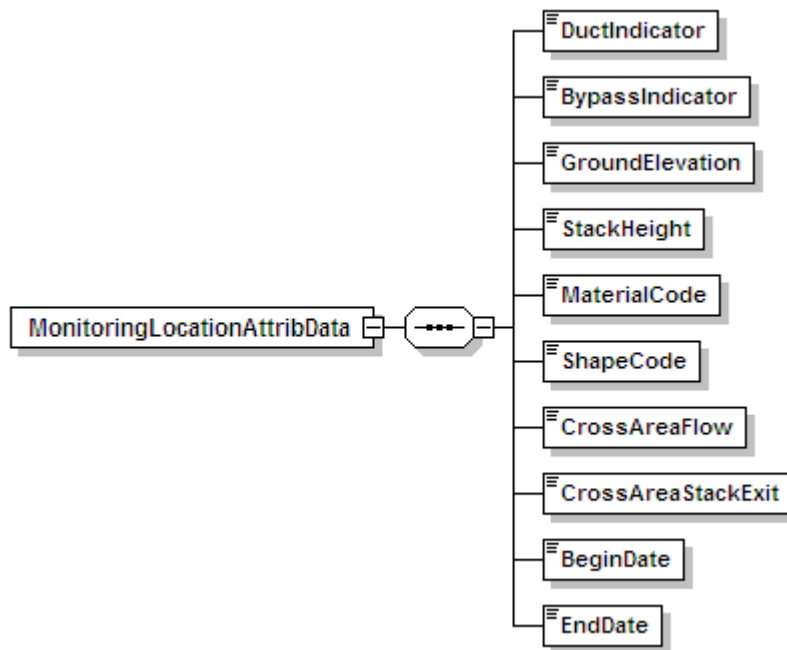 DuctIndicator
BypassIndicator
GroundElevation
StackHeight
MaterialCode
MonitoringLocationAttribData
ShapeCode
CrossAreaFlow
CrossAreaStackExit
BeginDate
EndDate